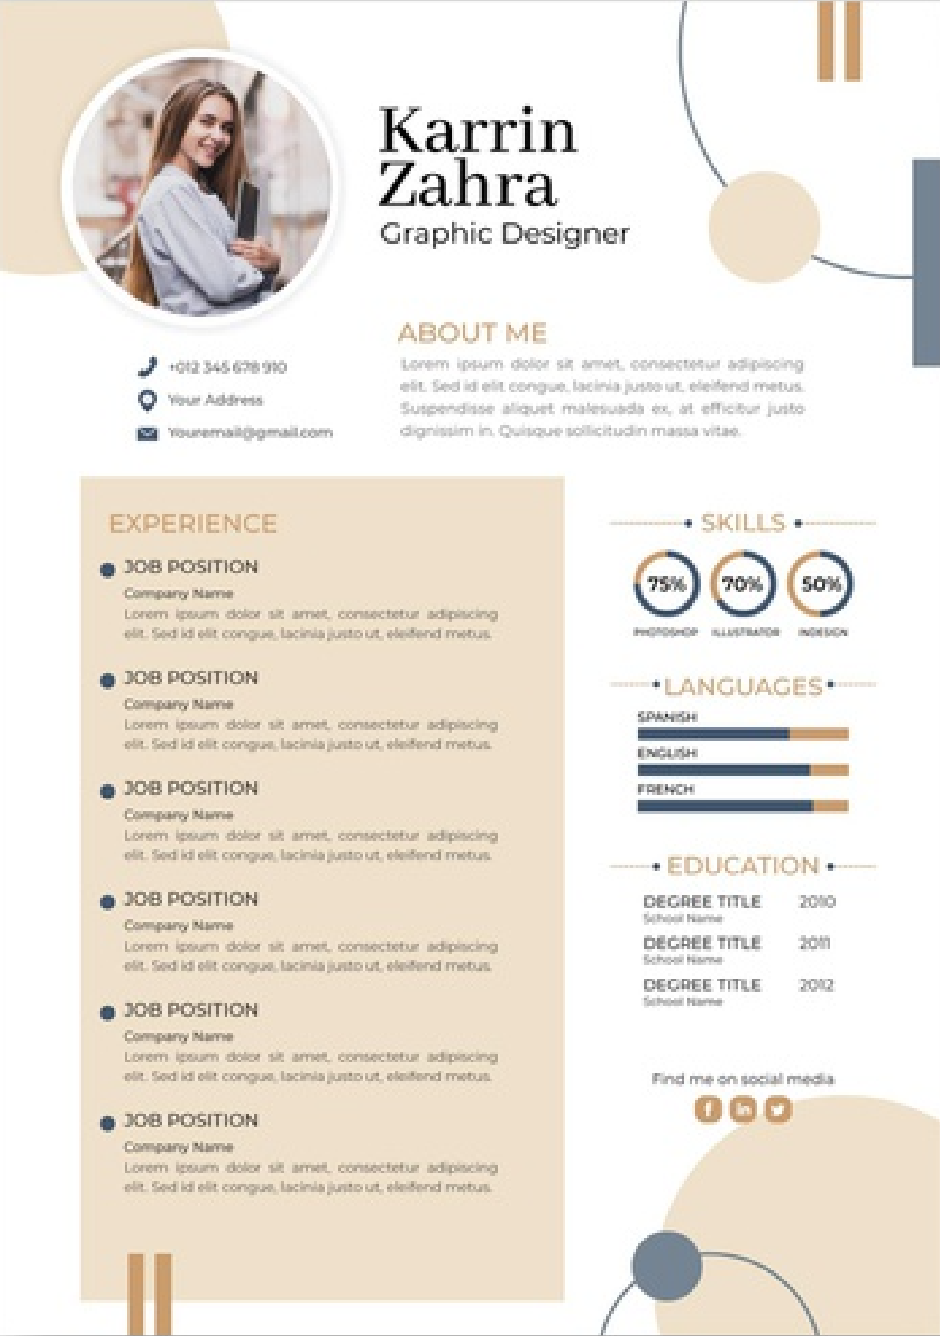 Karrin
Zahra
Graphic Designer
+012 345 678 910
Your Address
Youremail@gmail.com
ABOUT ME
Lorem ipsum dolor sit amet, consectetur adipiscing
elit. Sed id elit congue, lacinia justo ut, eleifend metus.
Suspendisse aliquet malesuada ex, at efficitur justo
dignissim in. Quisque sollicitudin massa vitae.
EXPERIENCE
JOB POSITION
Company Name
Lorem ipsum dolor sit amet, consectetur adipiscing
elit. Sed id elit congue, lacinia justo ut, eleifend metus.
JOB POSITION
Company Name
Lorem ipsum dolor sit amet, consectetur adipiscing
elit. Sed id elit congue, lacinia justo ut, eleifend metus.
JOB POSITION
Company Name
Lorem ipsum dolor sit amet, consectetur adipiscing
elit. Sed id elit congue, lacinia justo ut, eleifend metus.
JOB POSITION
Company Name
Lorem ipsum dolor sit amet, consectetur adipiscing
elit. Sed id elit congue, lacinia justo ut, eleifend metus.
JOB POSITION
Company Name
Lorem ipsum dolor sit amet, consectetur adipiscing
elit. Sed id elit congue, lacinia justo ut, eleifend metus.
JOB POSITION
Company Name
Lorem ipsum dolor sit amet, consectetur adipiscing
elit. Sed id elit congue, lacinia justo ut, eleifend metus.
SKILLS
75% 70% 50%
PHOTOSHOP ILLUSTRATOR INDESIGN
LANGUAGES
SPANISH
ENGLISH
FRENCH
EDUCATION
DEGREE TITLE 2010
School Name
DEGREE TITLE 2011
School Name
DEGREE TITLE 2012
School Name
Find me on social media
f in